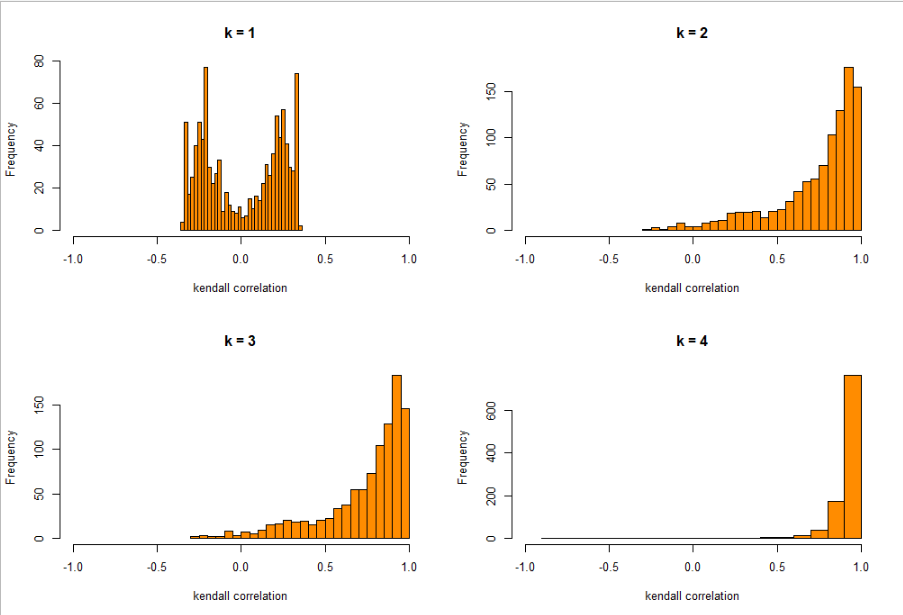 k = 1
Frequency
0
20
40
60
80
-1.0 -0.5 0.0 0.5 1.0
kendall correlation
k = 2
Frequency
0
50
100
150
-1.0 -0.5 0.0 0.5 1.0
kendall correlation
k = 3
Frequency
0
50
100
150
-1.0 -0.5 0.0 0.5 1.0
kendall correlation
k = 4
Frequency
0
200
400
600
-1.0 -0.5 0.0 0.5 1.0
kendall correlation